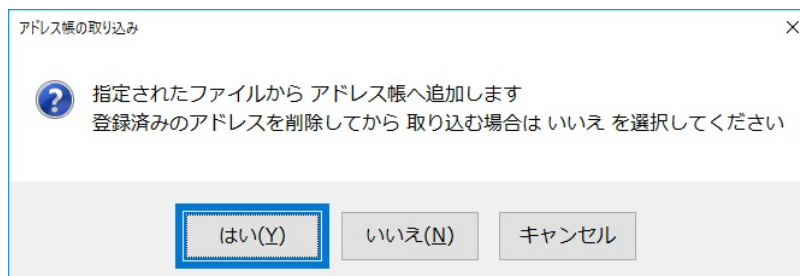 アドレス帳の取り込み
指定されたファイルから アドレス帳へ追加します
登録済みのアドレスを削除してから 取り込む場合は いいえ を選択してください
はい(Y)
いいえ(N)
キャンセル